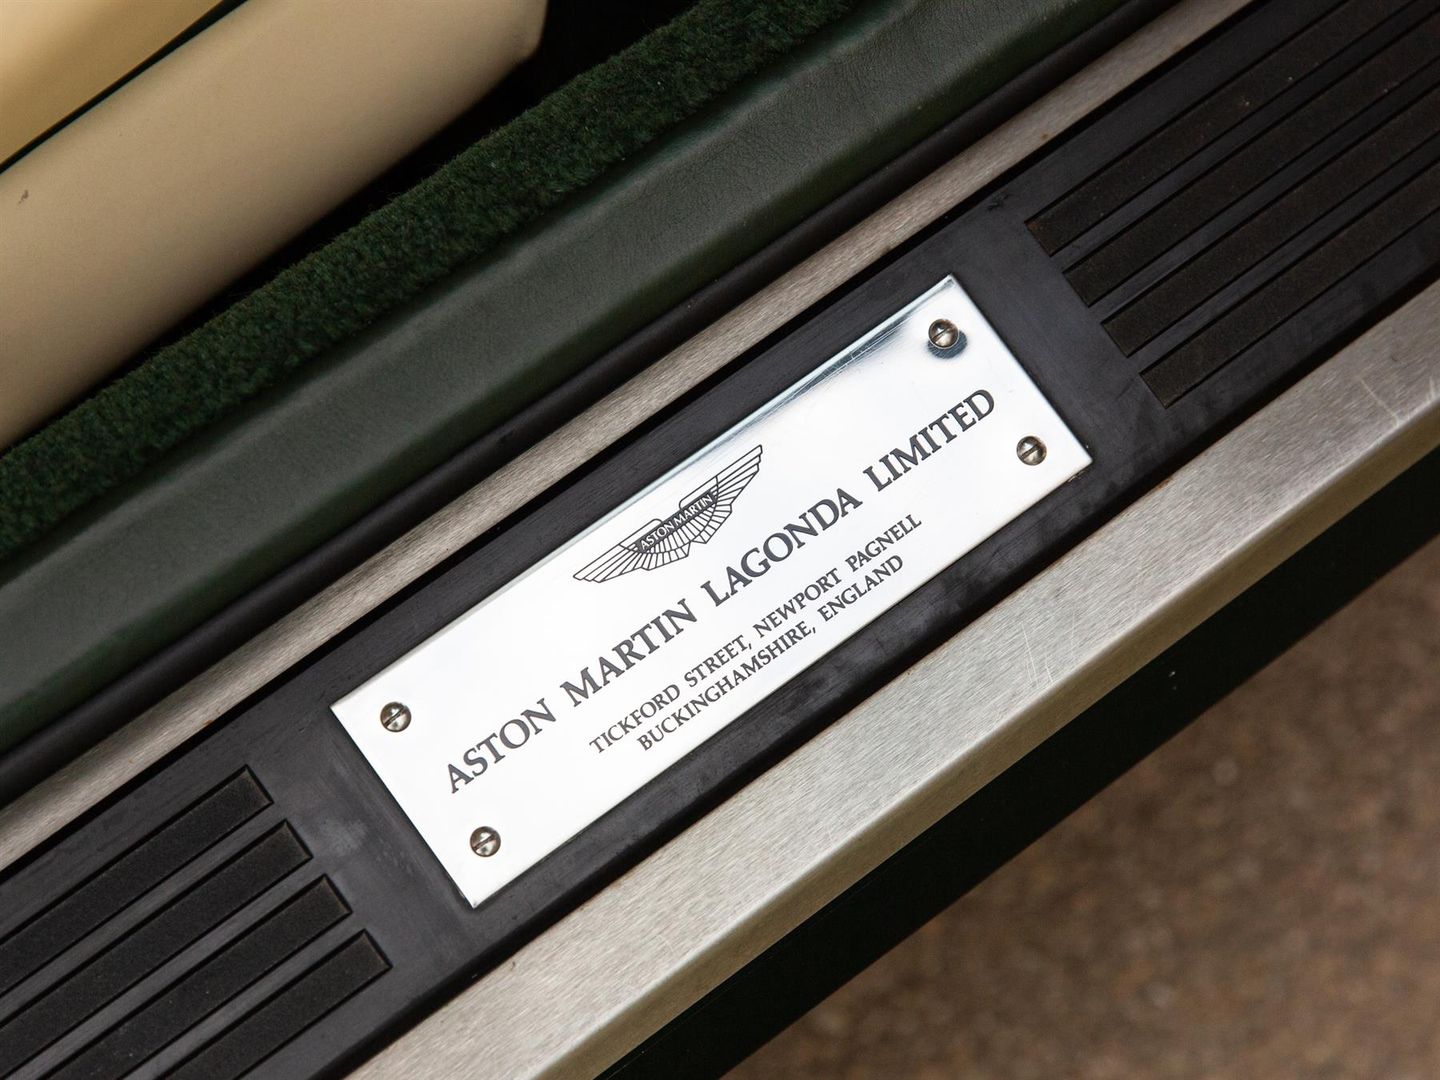 ASTON MARTIN
ASTON MARTIN LAGONDA LIMITED
TICKFORD STREET, NEWPORT PAGNELL
BUCKINGHAMSHIRE, ENGLAND